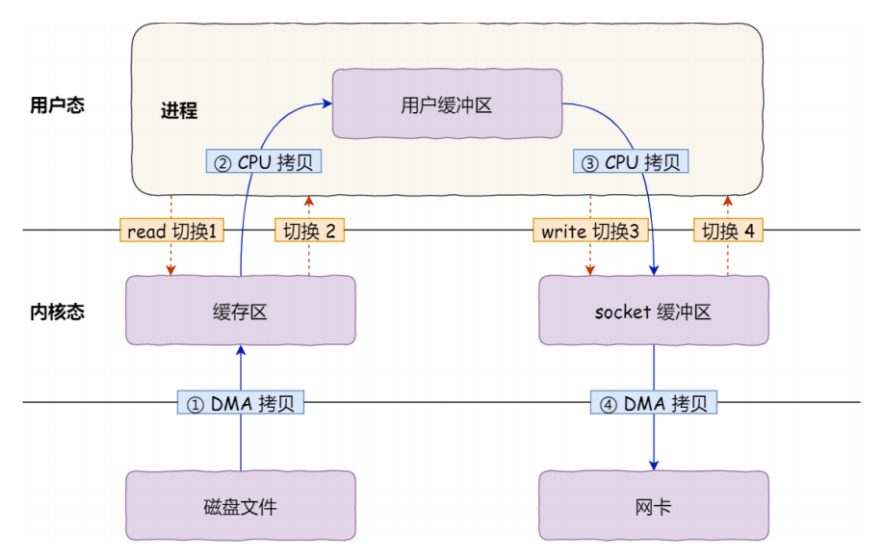 用户态
进程
用户缓冲区
② CPU 拷贝
③ CPU 拷贝
read 切换1
切换 2
write 切换3
切换 4
内核态
缓存区
socket 缓冲区
① DMA 拷贝
④ DMA 拷贝
磁盘文件
网卡